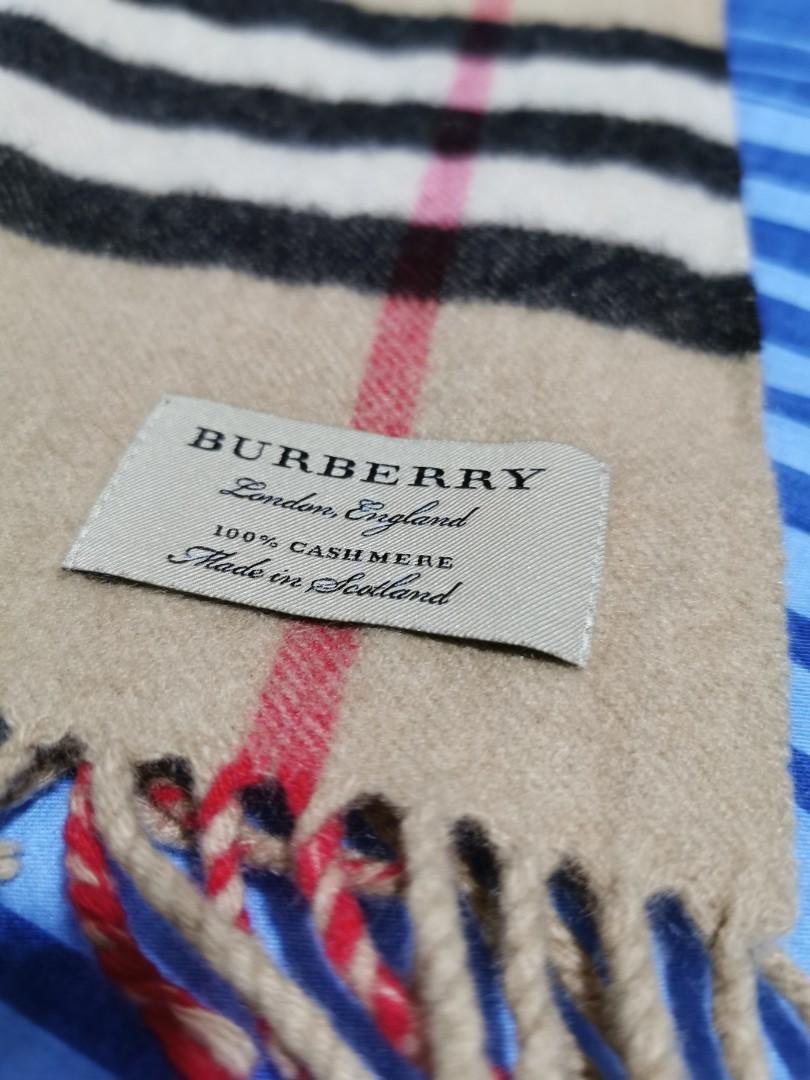 BURBERRY
London, England
100% CASHMERE
Made in Scotland